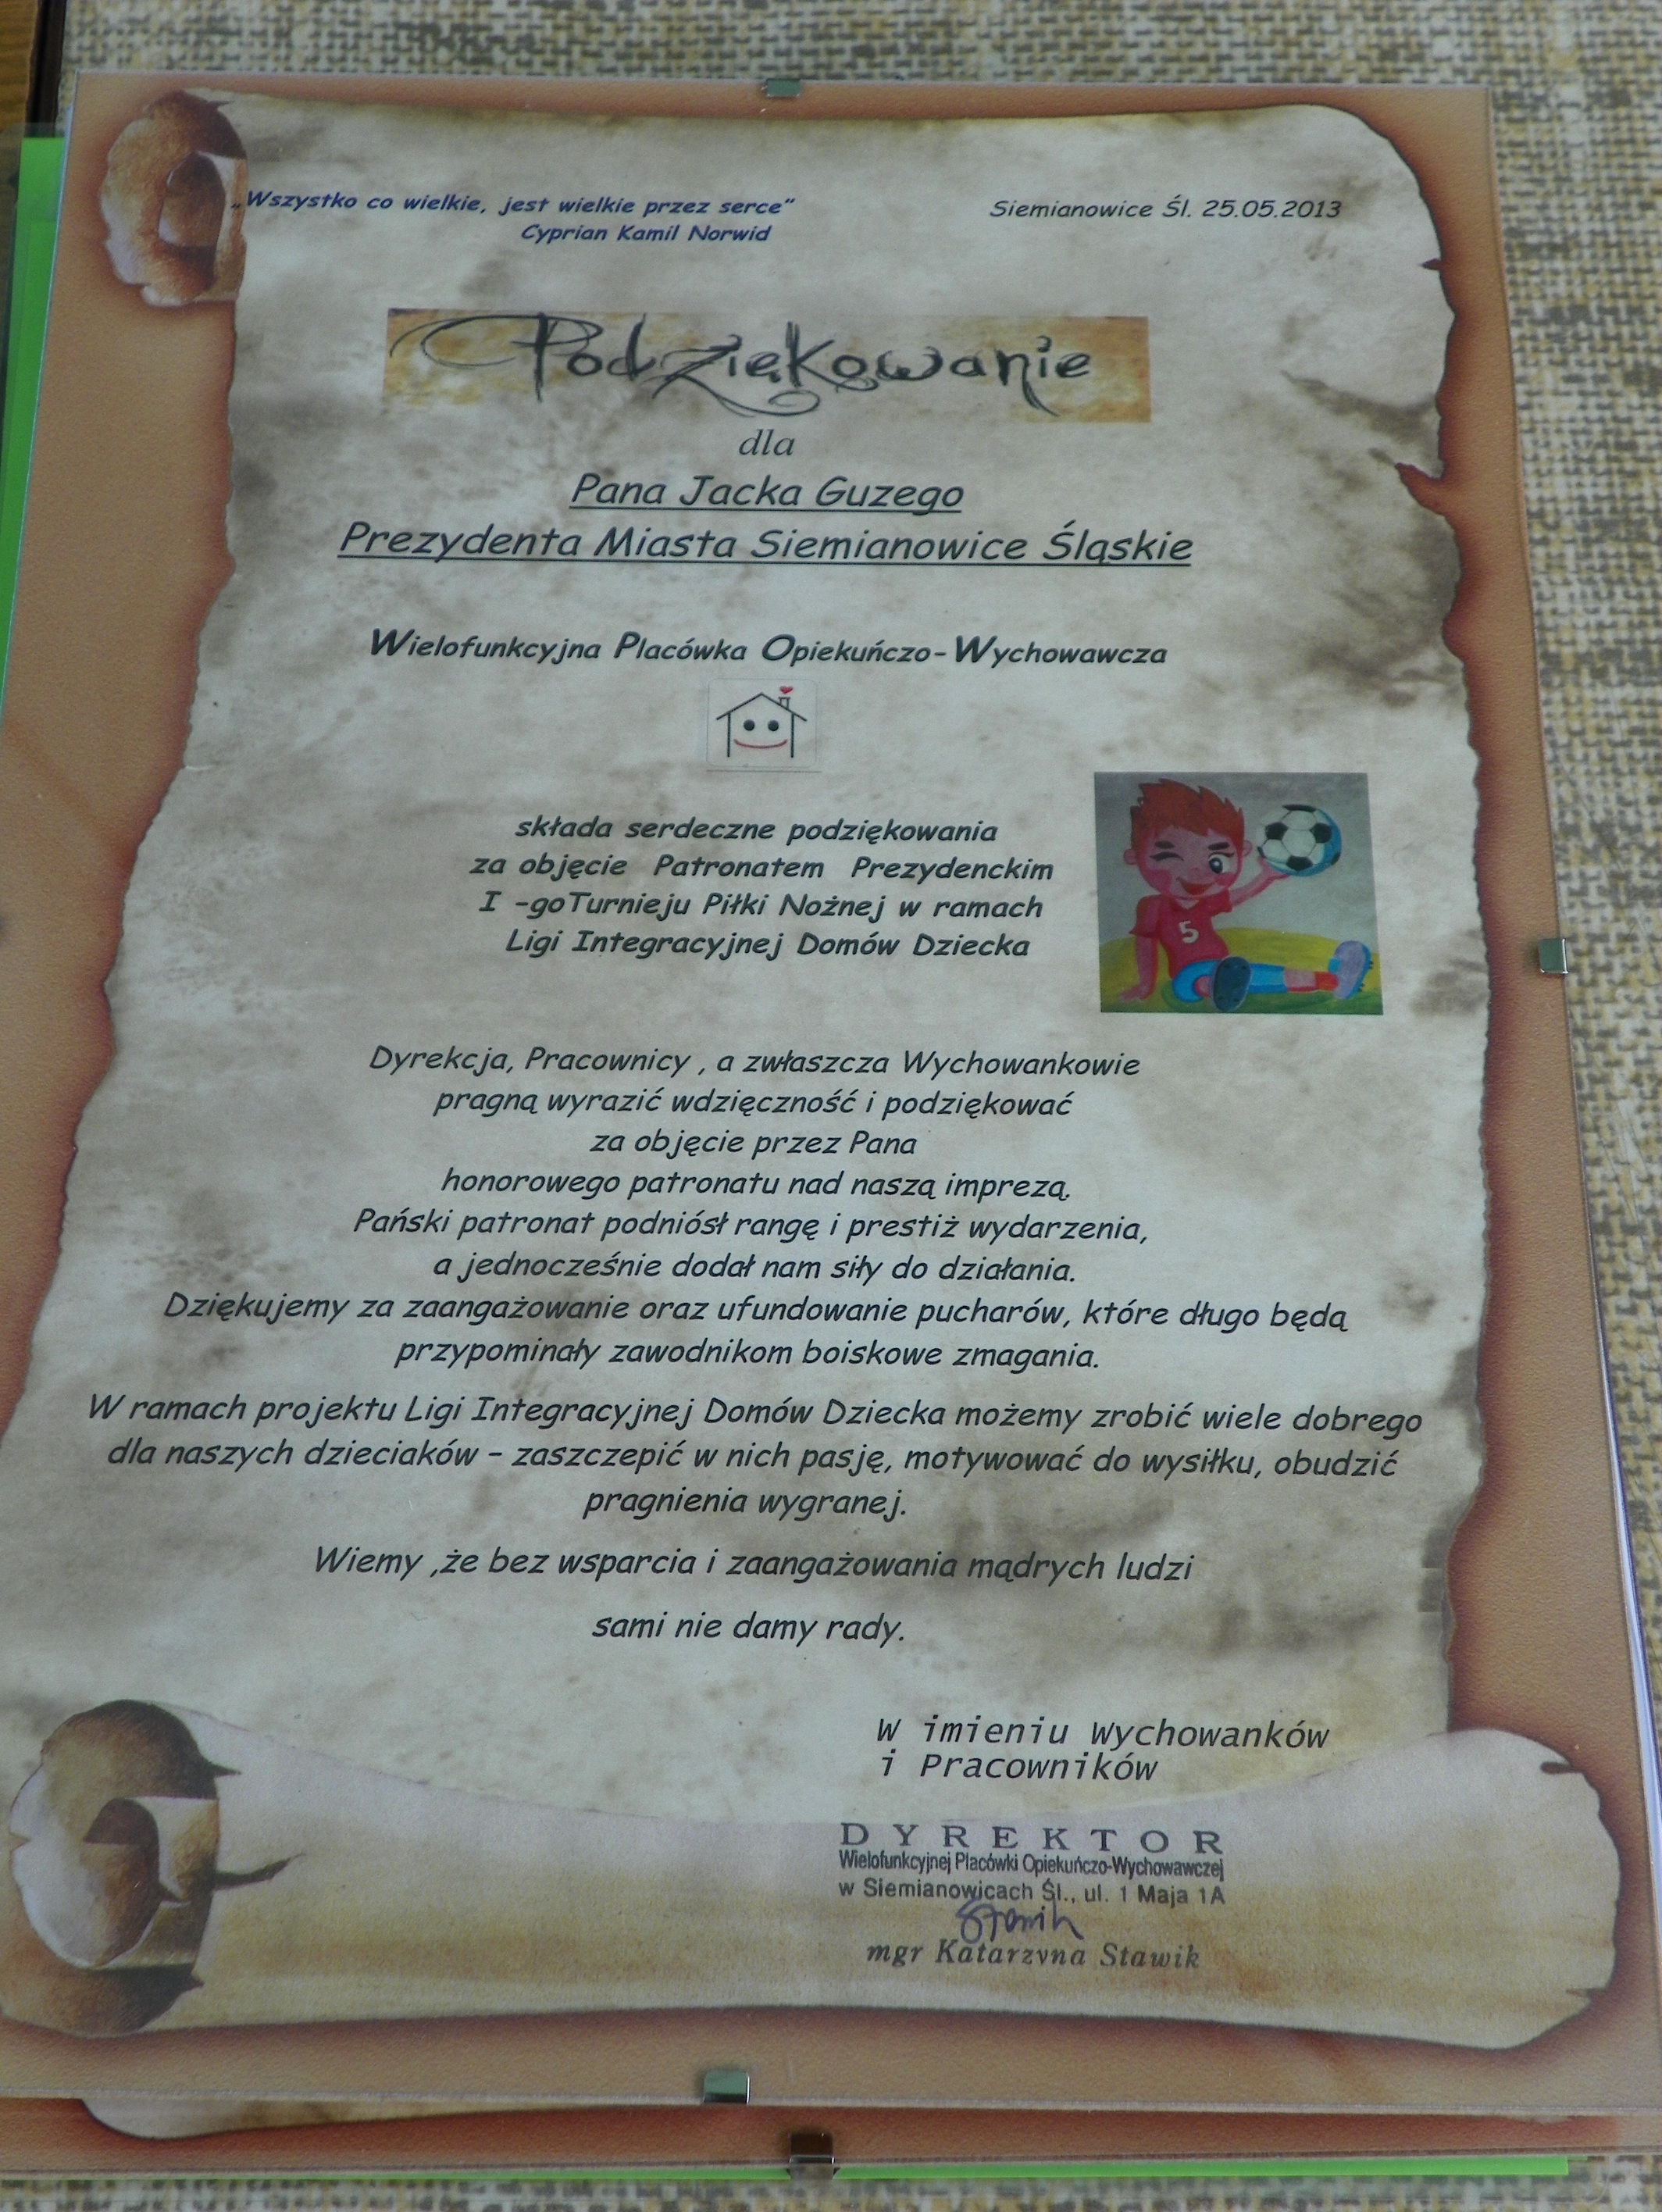 „Wszystko co wielkie, jest wielkie przez serce”
Cyprian Kamil Norwid
Siemianowice Śl. 25.05.2013
Podziękowanie
dla
Pana Jacka Guzego
Prezydenta Miasta Siemianowice Śląskie
Wielofunkcyjna Placówka Opiekuńczo-Wychowawcza
składa serdeczne podziękowania
za objęcie Patronatem Prezydenckim
I -goTurnieju Piłki Nożnej w ramach
Ligi Integracyjnej Domów Dziecka
5
Dyrekcja, Pracownicy , a zwłaszcza Wychowankowie
pragną wyrazić wdzięczność i podziękować
za objęcie przez Pana
honorowego patronatu nad naszą imprezą.
Pański patronat podniósł rangę i prestiż wydarzenia,
a jednocześnie dodał nam siły do działania.
Dziękujemy za zaangażowanie oraz ufundowanie pucharów, które długo będą
przypominały zawodnikom boiskowe zmagania.
W ramach projektu Ligi Integracyjnej Domów Dziecka możemy zrobić wiele dobrego
dla naszych dzieciaków – zaszczepić w nich pasję, motywować do wysiłku, obudzić
pragnienia wygranej.
Wiemy ,że bez wsparcia i zaangażowania mądrych ludzi
sami nie damy rady.
W imieniu Wychowanków
i Pracowników
DYREKTOR
Wielofunkcyjnej Placówki Opiekuńczo-Wychowawczej
w Siemianowicach Śl., ul. 1 Maja 1A
Stawik
mgr Katarzyna Stawik